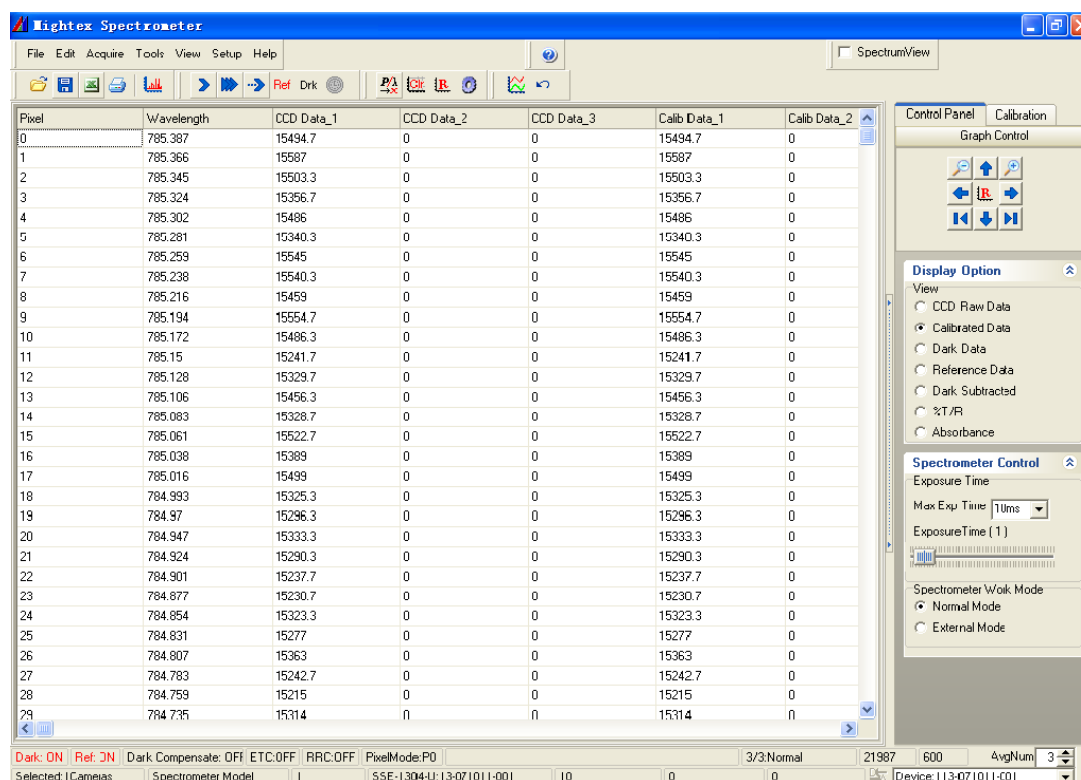 Mightex Spectrometer
File Edit Acquire Tools View Setup Help
SpectrumView
Ref Drk
Pixel Wavelength CCD Data_1 CCD Data_2 CCD Data_3 Calib Data_1 Calib Data_2
0 785.387 15494.7 0 0 15494.7 0
1 785.366 15587 0 0 15587 0
2 785.345 15503.3 0 0 15503.3 0
3 785.324 15356.7 0 0 15356.7 0
4 785.302 15486 0 0 15486 0
5 785.281 15340.3 0 0 15340.3 0
6 785.259 15545 0 0 15545 0
7 785.238 15540.3 0 0 15540.3 0
8 785.216 15459 0 0 15459 0
9 785.194 15554.7 0 0 15554.7 0
10 785.172 15486.3 0 0 15486.3 0
11 785.15 15241.7 0 0 15241.7 0
12 785.128 15329.7 0 0 15329.7 0
13 785.106 15456.3 0 0 15456.3 0
14 785.083 15328.7 0 0 15328.7 0
15 785.061 15522.7 0 0 15522.7 0
16 785.038 15389 0 0 15389 0
17 785.016 15499 0 0 15499 0
18 784.993 15325.3 0 0 15325.3 0
19 784.97 15296.3 0 0 15296.3 0
20 784.947 15333.3 0 0 15333.3 0
21 784.924 15290.3 0 0 15290.3 0
22 784.901 15237.7 0 0 15237.7 0
23 784.877 15230.7 0 0 15230.7 0
24 784.854 15323.3 0 0 15323.3 0
25 784.831 15277 0 0 15277 0
26 784.807 15363 0 0 15363 0
27 784.783 15242.7 0 0 15242.7 0
28 784.759 15215 0 0 15215 0
29 784.735 15314 0 0 15314 0
Control Panel Calibration
Graph Control
R
Display Option
View
CCD Raw Data
Calibrated Data
Dark Data
Reference Data
Dark Subtracted
%T/R
Absorbance
Spectrometer Control
Exposure Time
Max Exp Time 10ms
ExposureTime (1)
Spectrometer Work Mode
Normal Mode
External Mode
Dark: ON Ref: ON Dark Compensate: OFF ETC:OFF RRC:OFF PixelMode:P0 3/3:Normal 21987 600 AvgNum 3
Selected: Cameras Spectrometer Model SSE-1304-U: 13-071011-001 10 0 0 Device: 13-071011-001